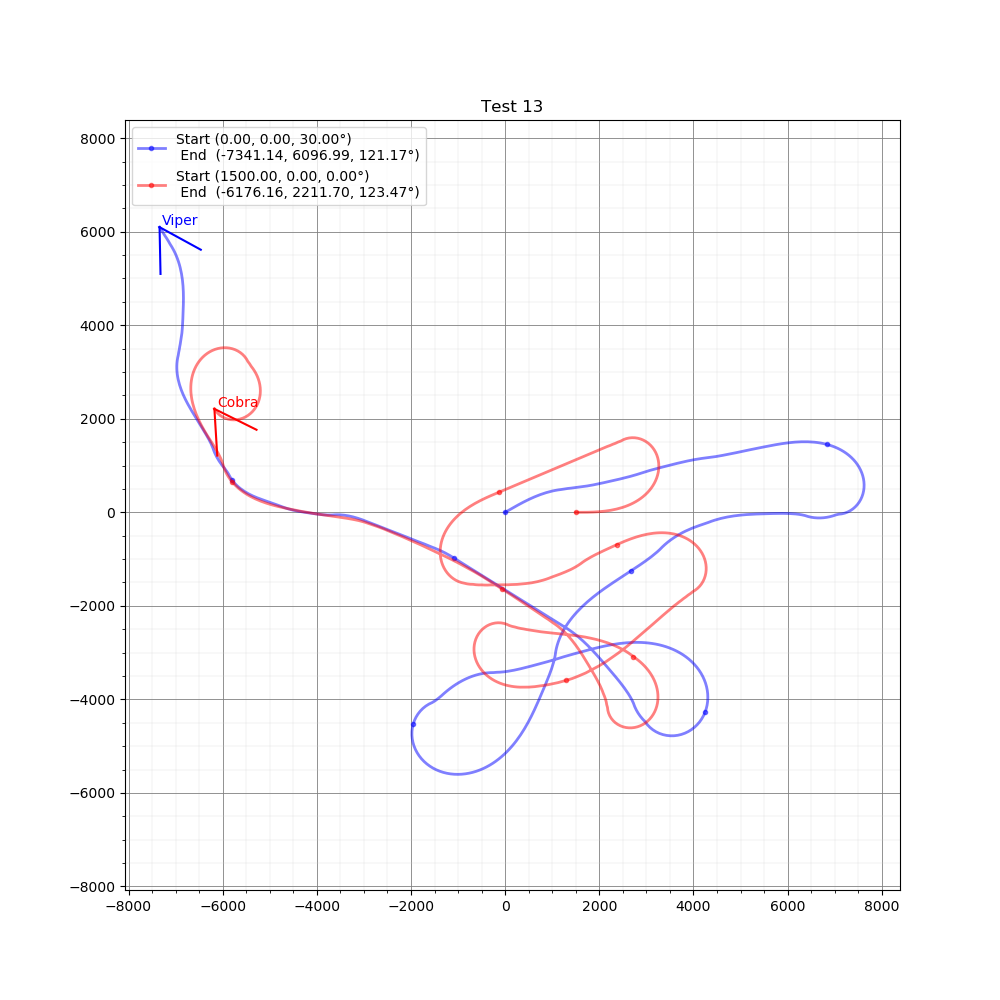 Test 13
Start (0.00, 0.00, 30.00°)
End  (-7341.14, 6096.99, 121.17°)
Start (1500.00, 0.00, 0.00°)
End  (-6176.16, 2211.70, 123.47°)
8000
6000
4000
2000
0
−2000
−4000
−6000
−8000
Viper
Cobra
−8000 −6000 −4000 −2000 0 2000 4000 6000 8000